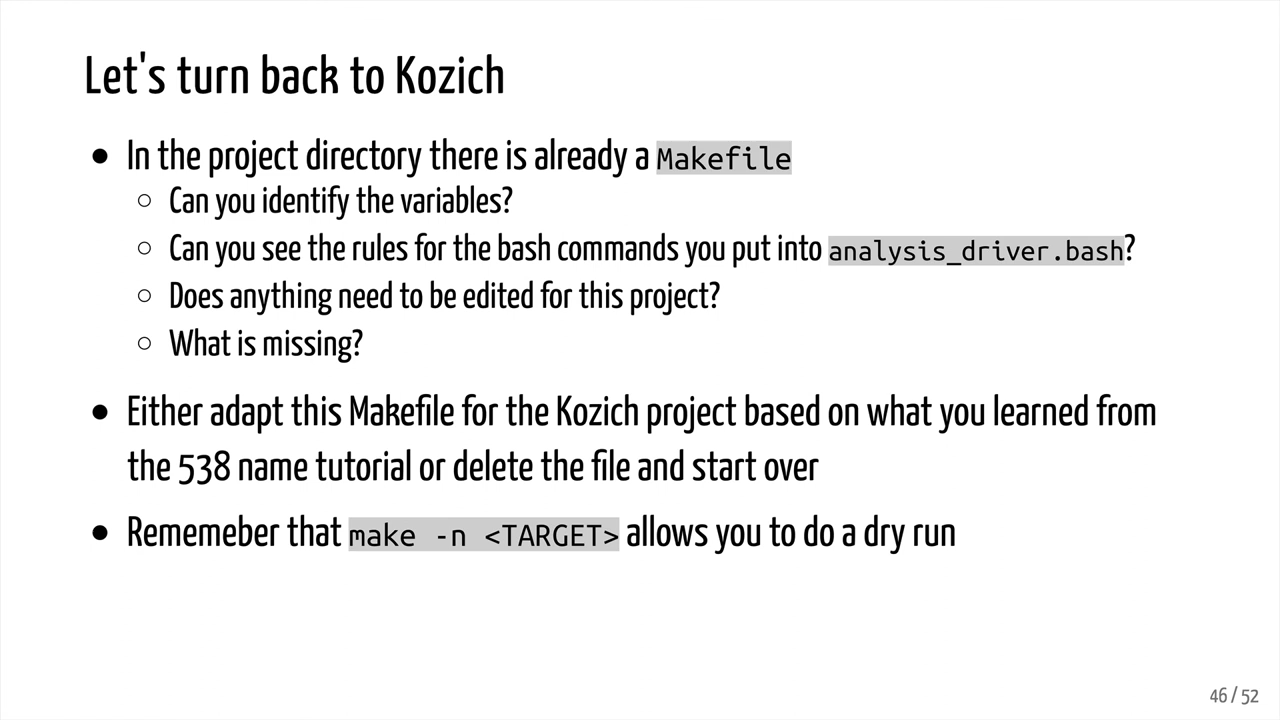 Let's turn back to Kozich
• In the project directory there is already a Makefile
○ Can you identify the variables?
○ Can you see the rules for the bash commands you put into analysis_driver.bash?
○ Does anything need to be edited for this project?
○ What is missing?
• Either adapt this Makefile for the Kozich project based on what you learned from
the 538 name tutorial or delete the file and start over
• Rememeber that make -n <TARGET> allows you to do a dry run
46 / 52